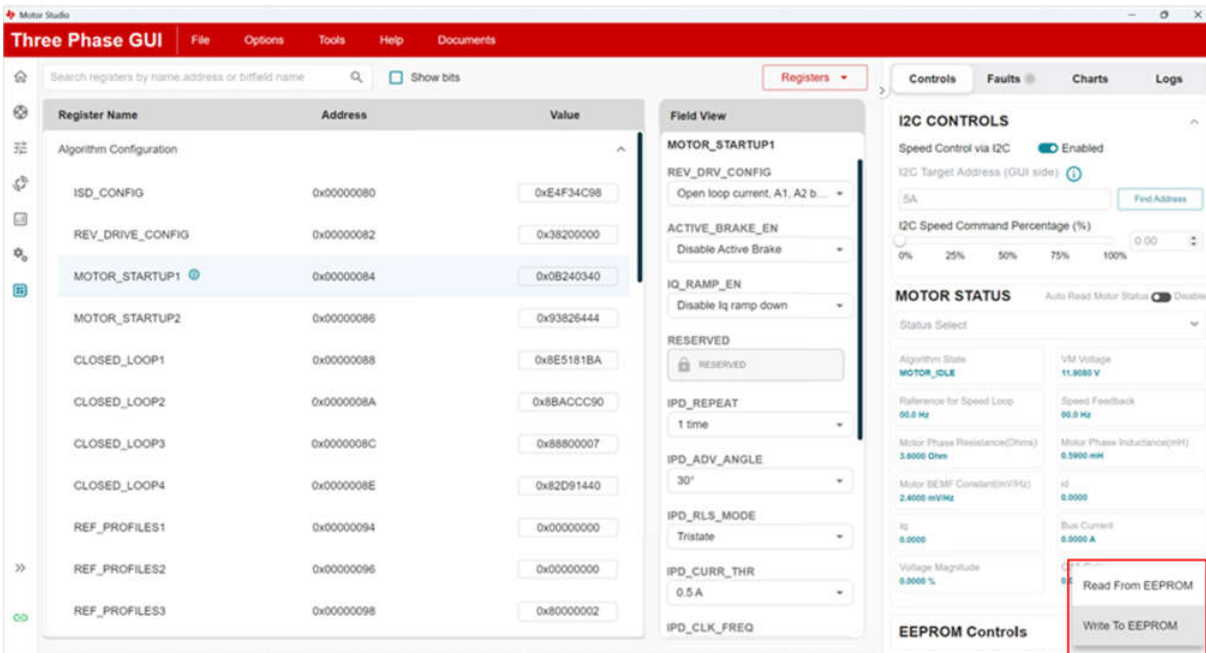 Motor Studio
Three Phase GUI File Options Tools Help Documents
Search registers by name,address or bitfield name
Show bits
Registers
Register Name Address Value
Algorithm Configuration
ISD_CONFIG 0x00000080 0xE4F34C98
REV_DRIVE_CONFIG 0x00000082 0x38200000
MOTOR_STARTUP1 0x00000084 0x0B240340
MOTOR_STARTUP2 0x00000086 0x93826444
CLOSED_LOOP1 0x00000088 0x8E5181BA
CLOSED_LOOP2 0x0000008A 0x8BACCC90
CLOSED_LOOP3 0x0000008C 0x88800007
CLOSED_LOOP4 0x0000008E 0x82D91440
REF_PROFILES1 0x00000094 0x00000000
REF_PROFILES2 0x00000096 0x00000000
REF_PROFILES3 0x00000098 0x80000002
Field View
MOTOR_STARTUP1
REV_DRV_CONFIG
Open loop current, A1, A2 b...
ACTIVE_BRAKE_EN
Disable Active Brake
IQ_RAMP_EN
Disable Iq ramp down
RESERVED
RESERVED
IPD_REPEAT
1 time
IPD_ADV_ANGLE
30°
IPD_RLS_MODE
Tristate
IPD_CURR_THR
0.5 A
IPD_CLK_FREQ
Controls Faults Charts Logs
I2C CONTROLS
Speed Control via I2C Enabled
I2C Target Address (GUI side)
5A Find Address
I2C Speed Command Percentage (%)
0.00
0% 25% 50% 75% 100%
MOTOR STATUS Auto Read Motor Status Disable
Status Select
Algorithm State VM Voltage
MOTOR_IDLE 11.9080 V
Reference for Speed Loop Speed Feedback
00.0 Hz 00.0 Hz
Motor Phase Resistance(Ohms) Motor Phase Inductance(mH)
3.6000 Ohm 0.5900 mH
Motor BEMF Constant(mV/Hz) Id
2.4000 mV/Hz 0.0000
Iq Bus Current
0.0000 0.0000 A
Voltage Magnitude
0.0000 %
Read From EEPROM
Write To EEPROM
EEPROM Controls